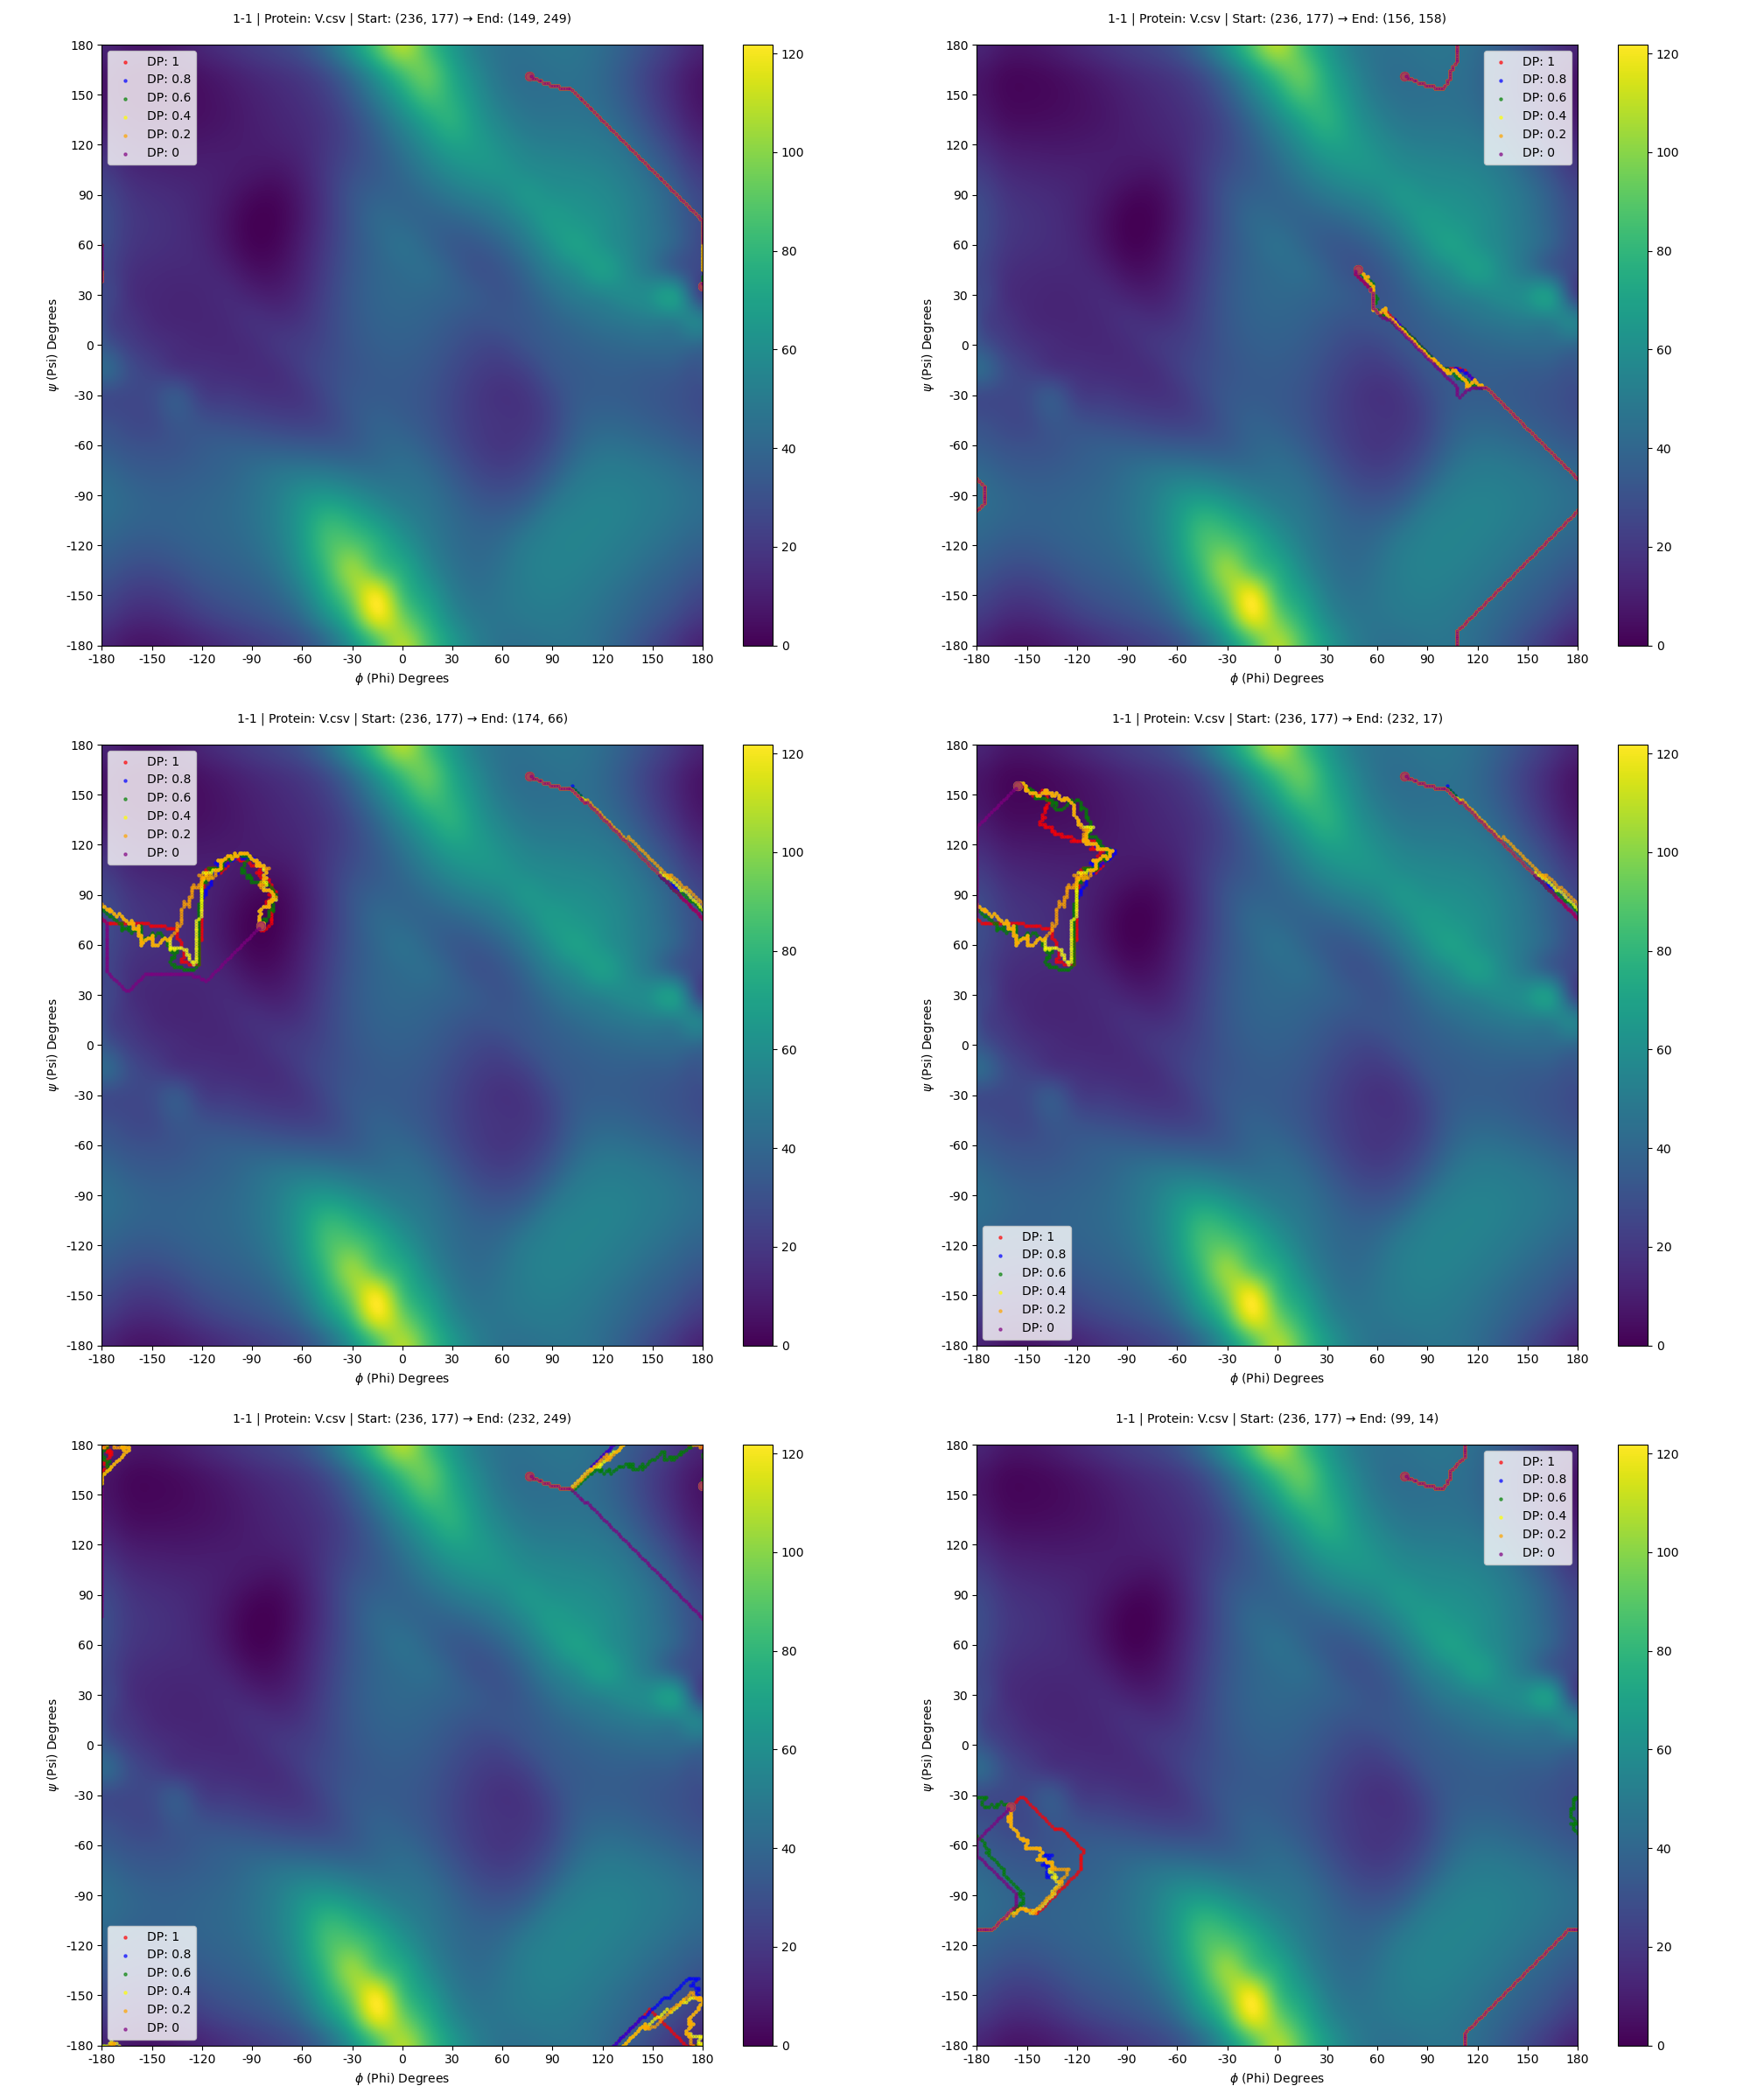 1-1 | Protein: V.csv | Start: (236, 177) → End: (149, 249)
DP: 1
DP: 0.8
DP: 0.6
DP: 0.4
DP: 0.2
DP: 0
180
150
120
90
60
30
0
-30
-60
-90
-120
-150
-180
ψ (Psi) Degrees
-180 -150 -120 -90 -60 -30 0 30 60 90 120 150 180
ϕ (Phi) Degrees
120
100
80
60
40
20
0
1-1 | Protein: V.csv | Start: (236, 177) → End: (156, 158)
DP: 1
DP: 0.8
DP: 0.6
DP: 0.4
DP: 0.2
DP: 0
180
150
120
90
60
30
0
-30
-60
-90
-120
-150
-180
ψ (Psi) Degrees
-180 -150 -120 -90 -60 -30 0 30 60 90 120 150 180
ϕ (Phi) Degrees
120
100
80
60
40
20
0
1-1 | Protein: V.csv | Start: (236, 177) → End: (174, 66)
DP: 1
DP: 0.8
DP: 0.6
DP: 0.4
DP: 0.2
DP: 0
180
150
120
90
60
30
0
-30
-60
-90
-120
-150
-180
ψ (Psi) Degrees
-180 -150 -120 -90 -60 -30 0 30 60 90 120 150 180
ϕ (Phi) Degrees
120
100
80
60
40
20
0
1-1 | Protein: V.csv | Start: (236, 177) → End: (232, 17)
180
150
120
90
60
30
0
-30
-60
-90
-120
-150
-180
ψ (Psi) Degrees
DP: 1
DP: 0.8
DP: 0.6
DP: 0.4
DP: 0.2
DP: 0
-180 -150 -120 -90 -60 -30 0 30 60 90 120 150 180
ϕ (Phi) Degrees
120
100
80
60
40
20
0
1-1 | Protein: V.csv | Start: (236, 177) → End: (232, 249)
180
150
120
90
60
30
0
-30
-60
-90
-120
-150
-180
ψ (Psi) Degrees
DP: 1
DP: 0.8
DP: 0.6
DP: 0.4
DP: 0.2
DP: 0
-180 -150 -120 -90 -60 -30 0 30 60 90 120 150 180
ϕ (Phi) Degrees
120
100
80
60
40
20
0
1-1 | Protein: V.csv | Start: (236, 177) → End: (99, 14)
DP: 1
DP: 0.8
DP: 0.6
DP: 0.4
DP: 0.2
DP: 0
180
150
120
90
60
30
0
-30
-60
-90
-120
-150
-180
ψ (Psi) Degrees
-180 -150 -120 -90 -60 -30 0 30 60 90 120 150 180
ϕ (Phi) Degrees
120
100
80
60
40
20
0